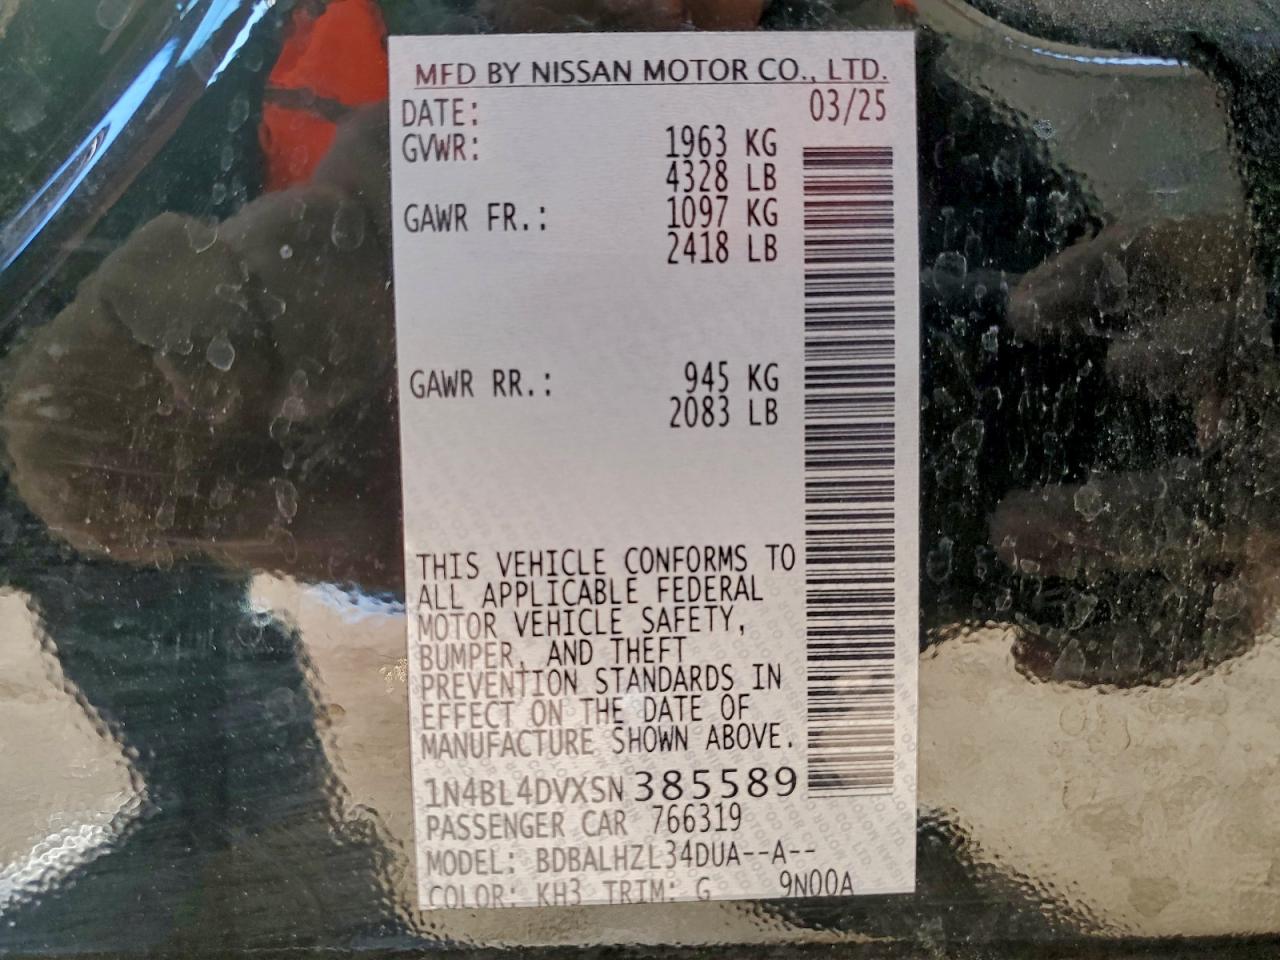 MFD BY NISSAN MOTOR CO., LTD.
DATE: 03/25
GVWR: 1963 KG
4328 LB
GAWR FR.: 1097 KG
2418 LB
GAWR RR.: 945 KG
2083 LB
THIS VEHICLE CONFORMS TO
ALL APPLICABLE FEDERAL
MOTOR VEHICLE SAFETY,
BUMPER, AND THEFT
PREVENTION STANDARDS IN
EFFECT ON THE DATE OF
MANUFACTURE SHOWN ABOVE.
1N4BL4DVXSN385589
PASSENGER CAR 766319
MODEL: BDBALHZL34DUA--A--
COLOR: KH3 TRIM: G 9N00A